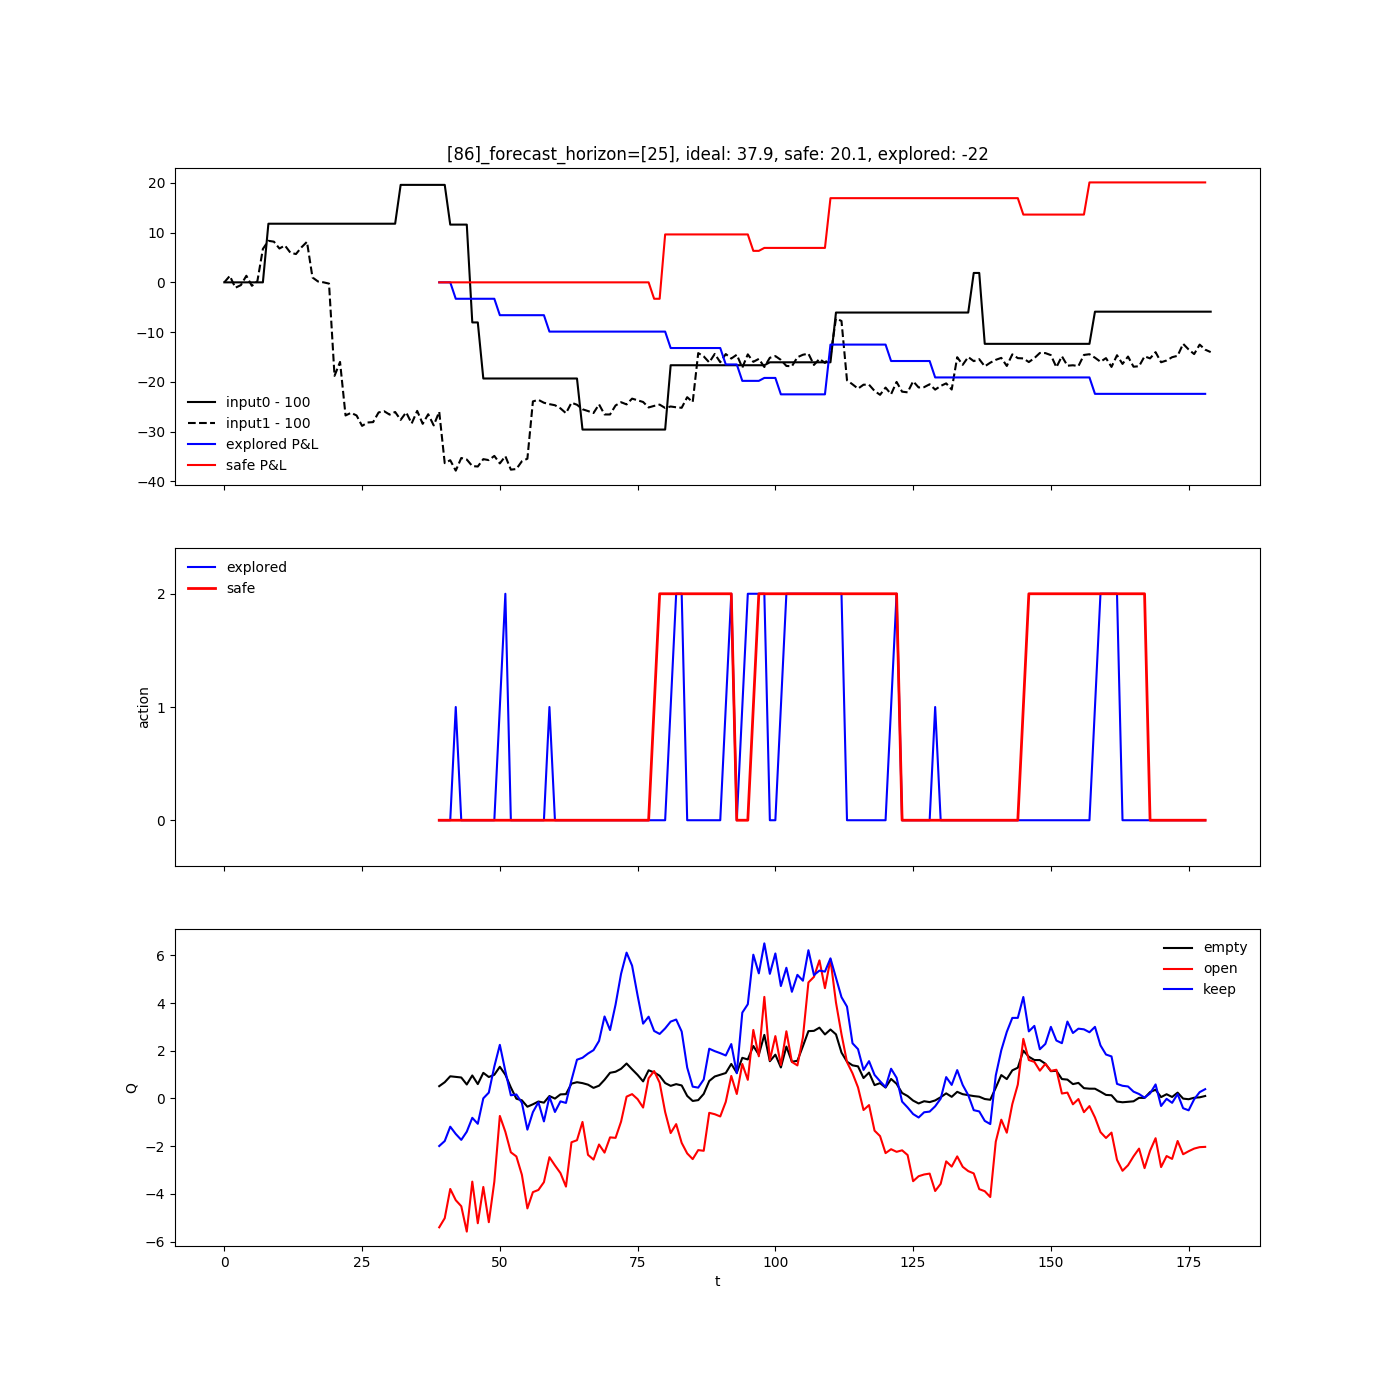 [86]_forecast_horizon=[25], ideal: 37.9, safe: 20.1, explored: -22
20
10
0
−10
−20
−30
−40
input0 - 100
input1 - 100
explored P&L
safe P&L
explored
safe
2
1
0
action
empty
open
keep
6
4
2
0
−2
−4
−6
Q
0 25 50 75 100 125 150 175
t